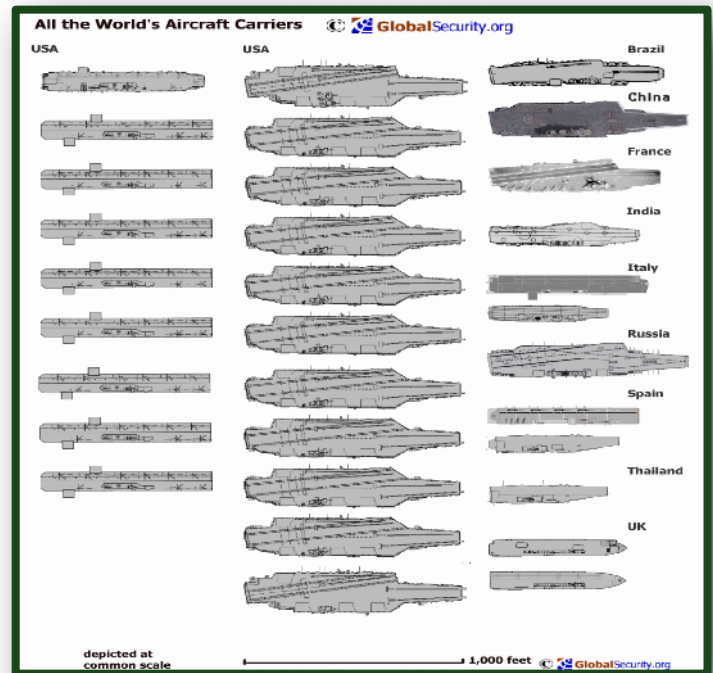 All the World's Aircraft Carriers © GlobalSecurity.org
USA
USA
Brazil
China
France
India
Italy
Russia
Spain
Thailand
UK
depicted at
common scale
1,000 feet © GlobalSecurity.org